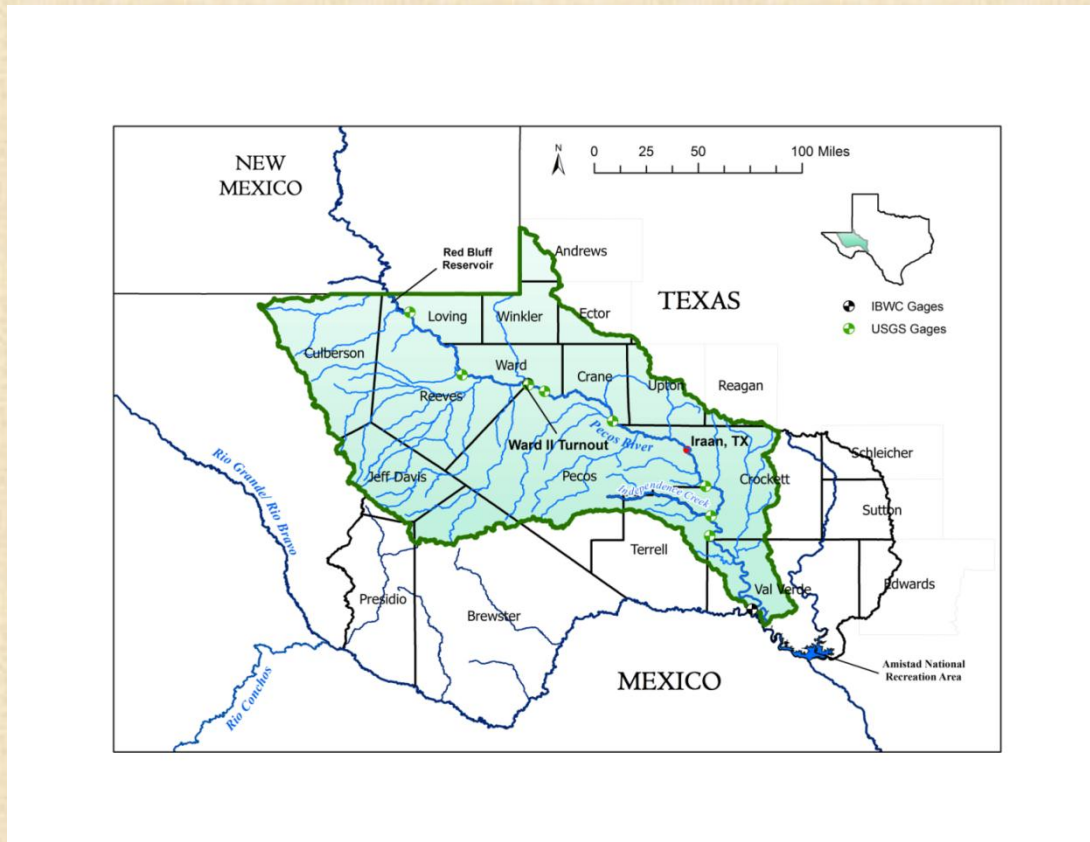 NEW
MEXICO
N
0 25 50 100 Miles
Red Bluff
Reservoir
Andrews
TEXAS
IBWC Gages
USGS Gages
Loving
Winkler
Ector
Culberson
Ward
Crane
Upton
Reagan
Reeves
Pecos River
Ward II Turnout
Iraan, TX
Rio Grande/ Rio Bravo
Jeff Davis
Pecos
Crockett
Schleicher
Independence Creek
Sutton
Terrell
Val Verde
Edwards
Presidio
Brewster
Rio Conchos
MEXICO
Amistad National
Recreation Area